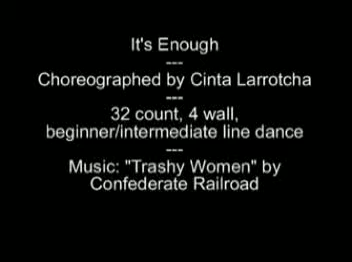 It's Enough
---
Choreographed by Cinta Larrotcha
---
32 count, 4 wall,
beginner/intermediate line dance
---
Music: "Trashy Women" by
Confederate Railroad